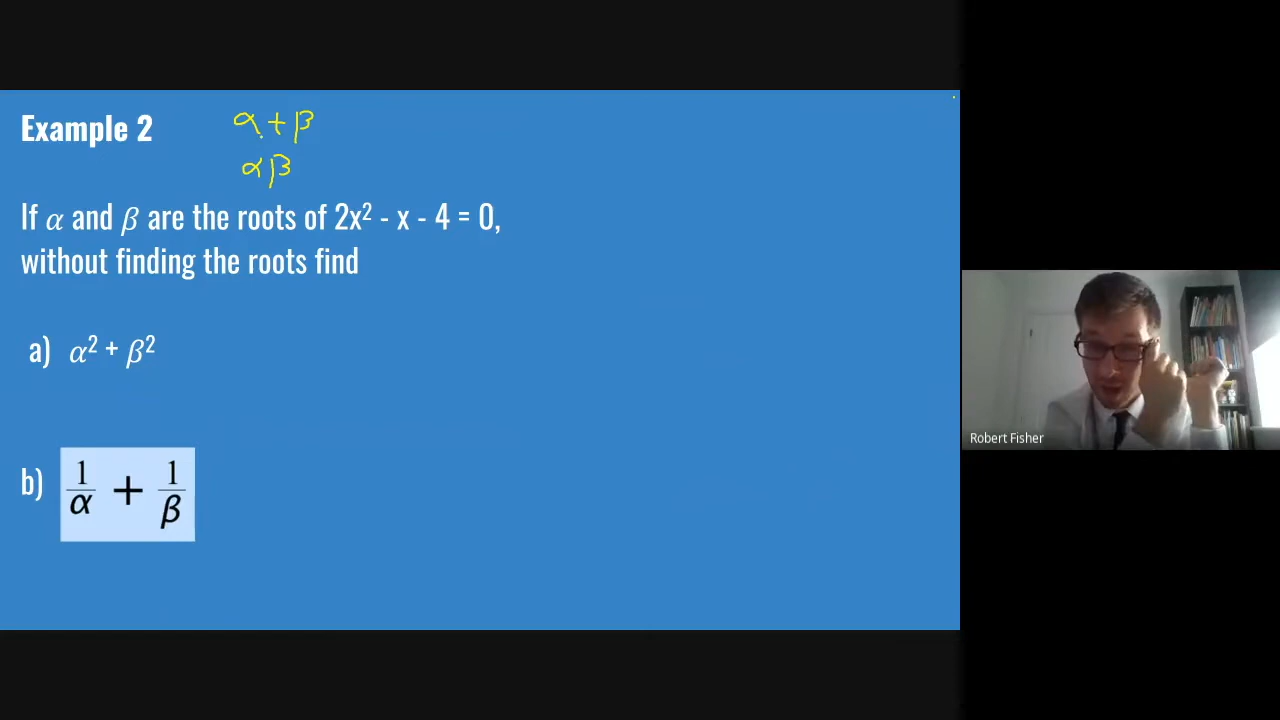 Example 2
α + β
αβ
If α and β are the roots of 2x² - x - 4 = 0,
without finding the roots find
a) α² + β²
b) 1/α + 1/β
Robert Fisher